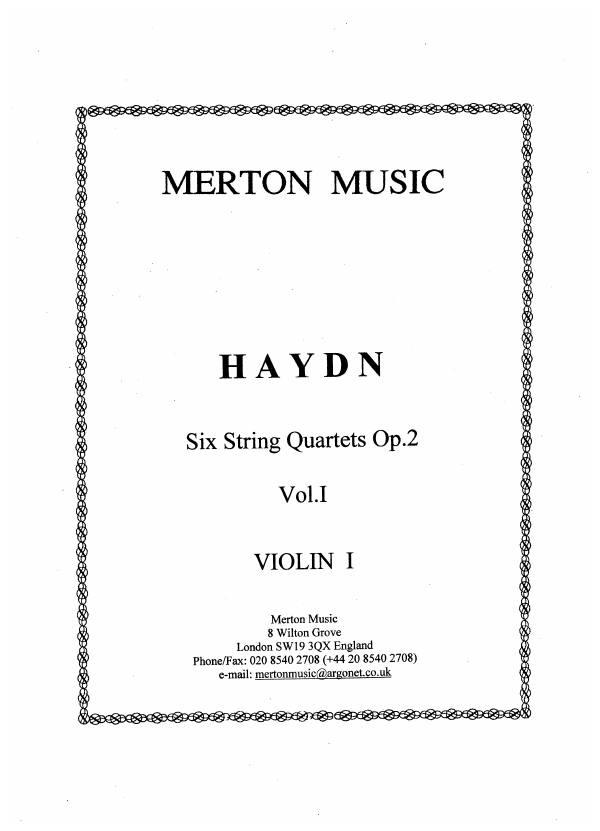 MERTON MUSIC
HAYDN
Six String Quartets Op.2
Vol.I
VIOLIN I
Merton Music
8 Wilton Grove
London SW19 3QX England
Phone/Fax: 020 8540 2708 (+44 20 8540 2708)
e-mail: mertonmusic@argonet.co.uk